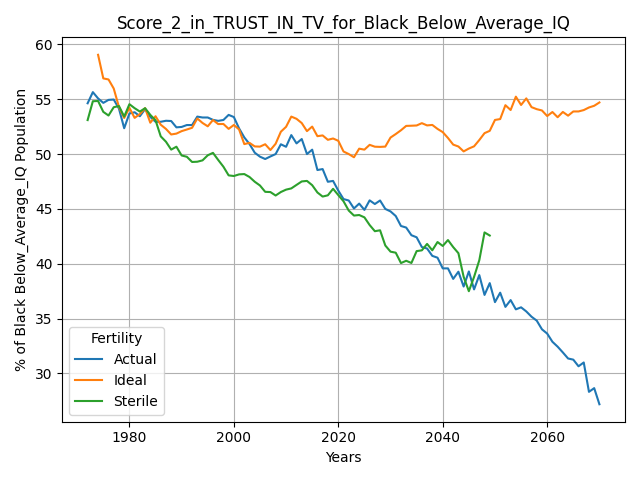 Score_2_in_TRUST_IN_TV_for_Black_Below_Average_IQ
% of Black Below_Average_IQ Population
60
55
50
45
40
35
30
Fertility
Actual
Ideal
Sterile
1980 2000 2020 2040 2060
Years